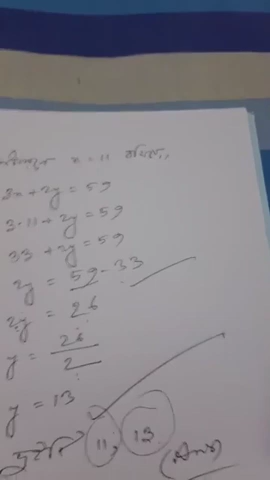 x = 11 বসিয়ে,,
3x + 2y = 59
3·11 + 2y = 59
33 + 2y = 59
2y = 59 - 33
2y = 26
y = 26/2
y = 13
11, 13